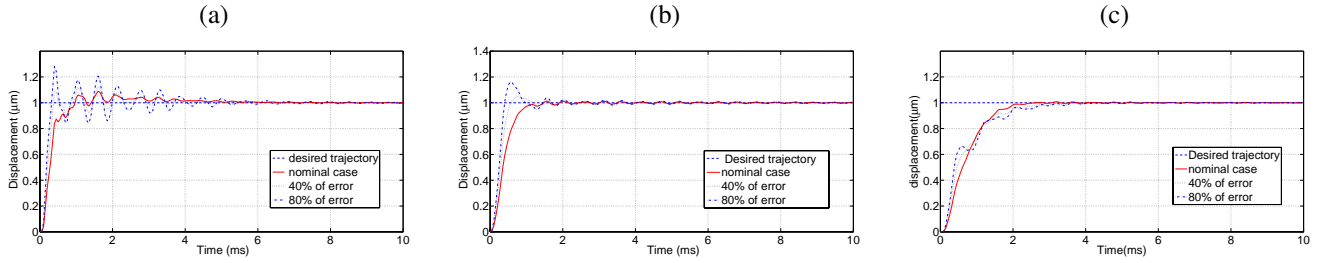 (a)
Displacement (µm)
1.2
1
0.8
0.6
0.4
0.2
0
desired trajectory
nominal case
40% of error
80% of error
0
2
4
6
8
10
Time (ms)
(b)
Displacement (µm)
1.4
1.2
1
0.8
0.6
0.4
0.2
0
Desired trajectory
nominal case
40% of error
80% of error
0
2
4
6
8
10
Time (ms)
(c)
displacement(µm)
1.2
1
0.8
0.6
0.4
0.2
0
Desired trajectory
nominal case
40% of error
80% of error
0
2
4
6
8
10
Time(ms)